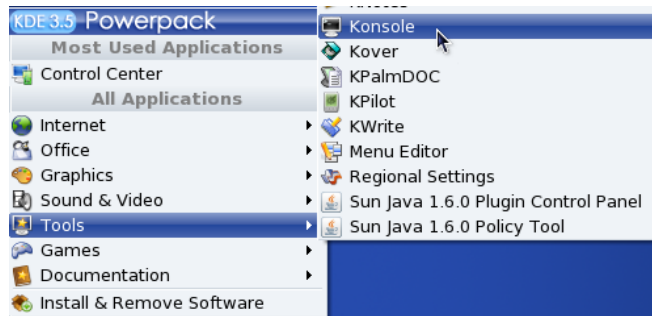 KDE 3.5 Powerpack
Most Used Applications
Control Center
All Applications
Internet
Office
Graphics
Sound & Video
Tools
Games
Documentation
Install & Remove Software
Konsole
Kover
KPalmDOC
KPilot
KWrite
Menu Editor
Regional Settings
Sun Java 1.6.0 Plugin Control Panel
Sun Java 1.6.0 Policy Tool